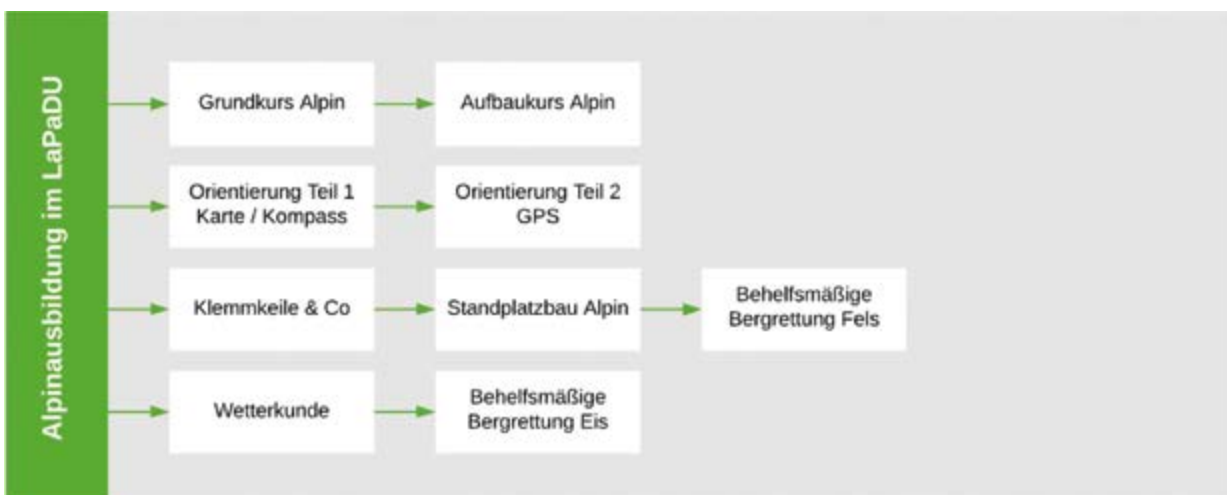 Alpinausbildung im LaPaDU
Grundkurs Alpin
Aufbaukurs Alpin
Orientierung Teil 1
Karte / Kompass
Orientierung Teil 2
GPS
Klemmkeile & Co
Standplatzbau Alpin
Behelfsmäßige
Bergrettung Fels
Wetterkunde
Behelfsmäßige
Bergrettung Eis